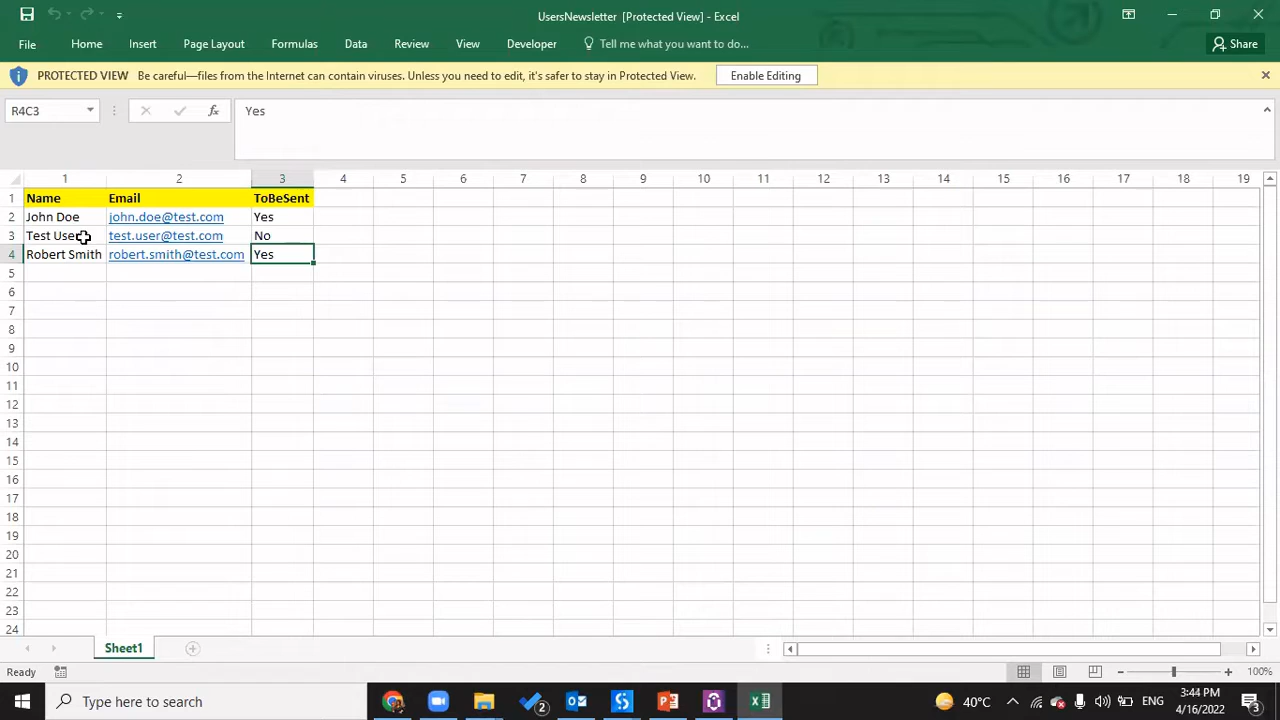 UsersNewsletter [Protected View] - Excel
File Home Insert Page Layout Formulas Data Review View Developer Tell me what you want to do... Share
PROTECTED VIEW Be careful—files from the Internet can contain viruses. Unless you need to edit, it's safer to stay in Protected View. Enable Editing
R4C3 fx Yes
1 2 3 4 5 6 7 8 9 10 11 12 13 14 15 16 17 18 19
1 Name Email ToBeSent
2 John Doe john.doe@test.com Yes
3 Test User test.user@test.com No
4 Robert Smith robert.smith@test.com Yes
5
6
7
8
9
10
11
12
13
14
15
16
17
18
19
20
21
22
23
24
Sheet1
Ready 100%
Type here to search 2 40°C ENG 3:44 PM
4/16/2022 3